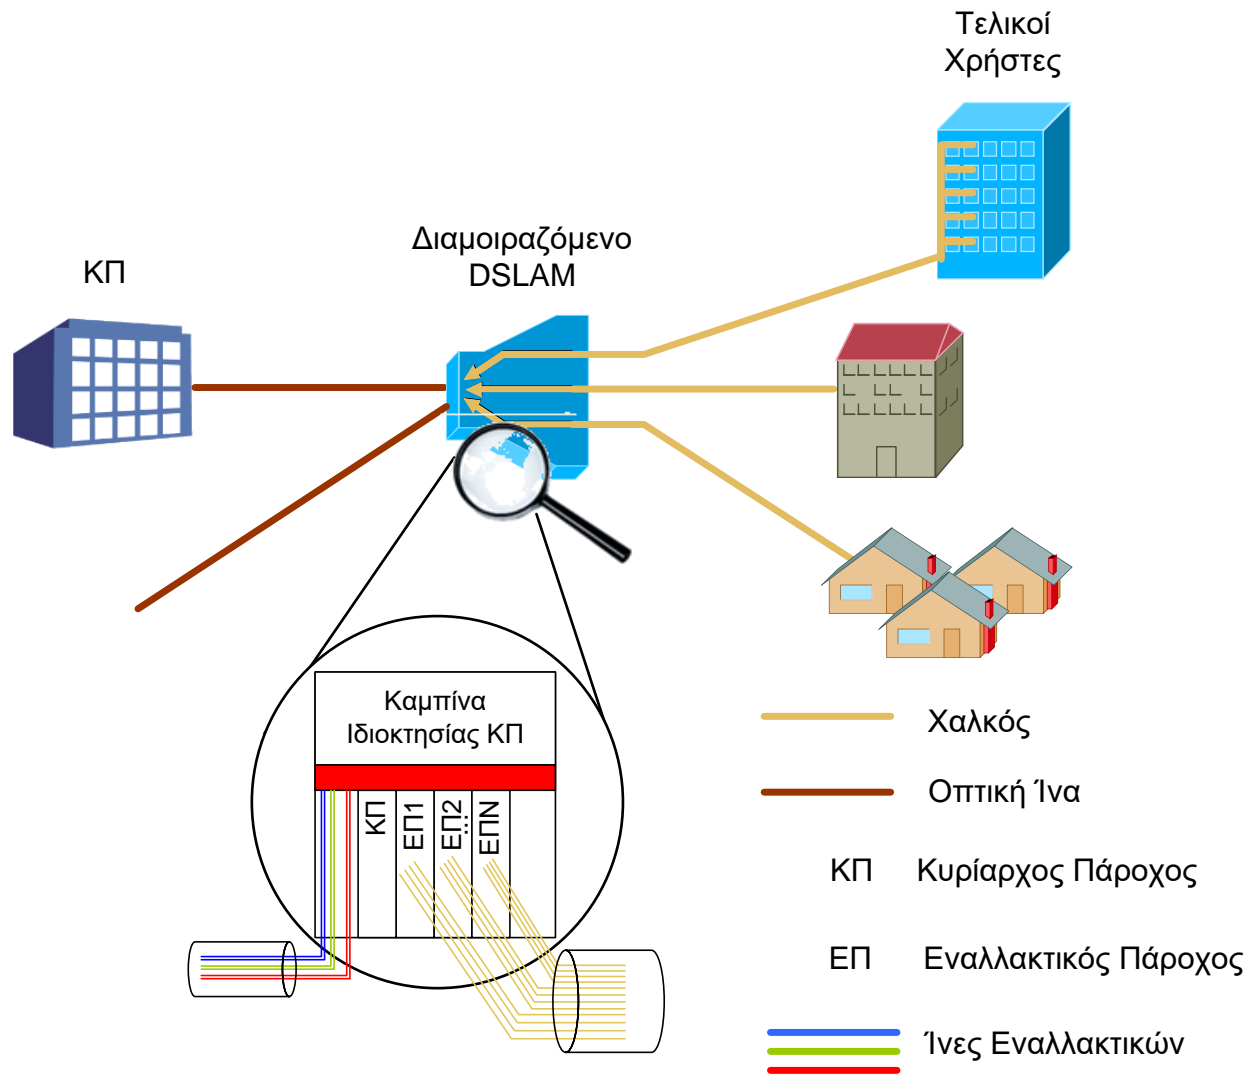 Τελικοί
Χρήστες
Διαμοιραζόμενο
DSLAM
ΚΠ
Καμπίνα
Ιδιοκτησίας ΚΠ
ΚΠ
ΕΠ1
ΕΠ2
...
ΕΠΝ
Χαλκός
Οπτική Ίνα
ΚΠ Κυρίαρχος Πάροχος
ΕΠ Εναλλακτικός Πάροχος
Ίνες Εναλλακτικών